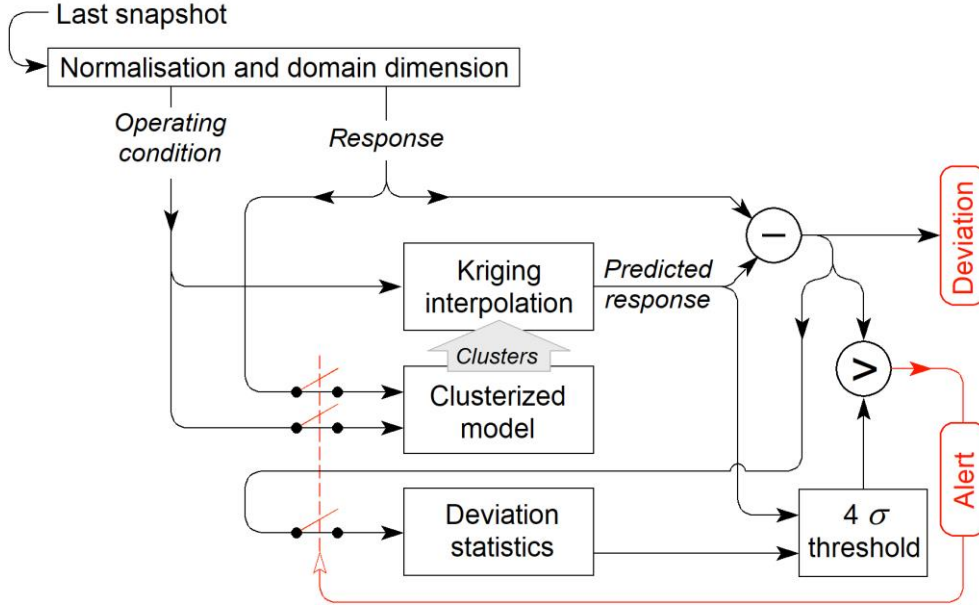 Last snapshot
Normalisation and domain dimension
Operating
condition
Response
Deviation
−
Kriging
interpolation
Predicted
response
Clusters
>
Clusterized
model
Alert
Deviation
statistics
4 σ
threshold